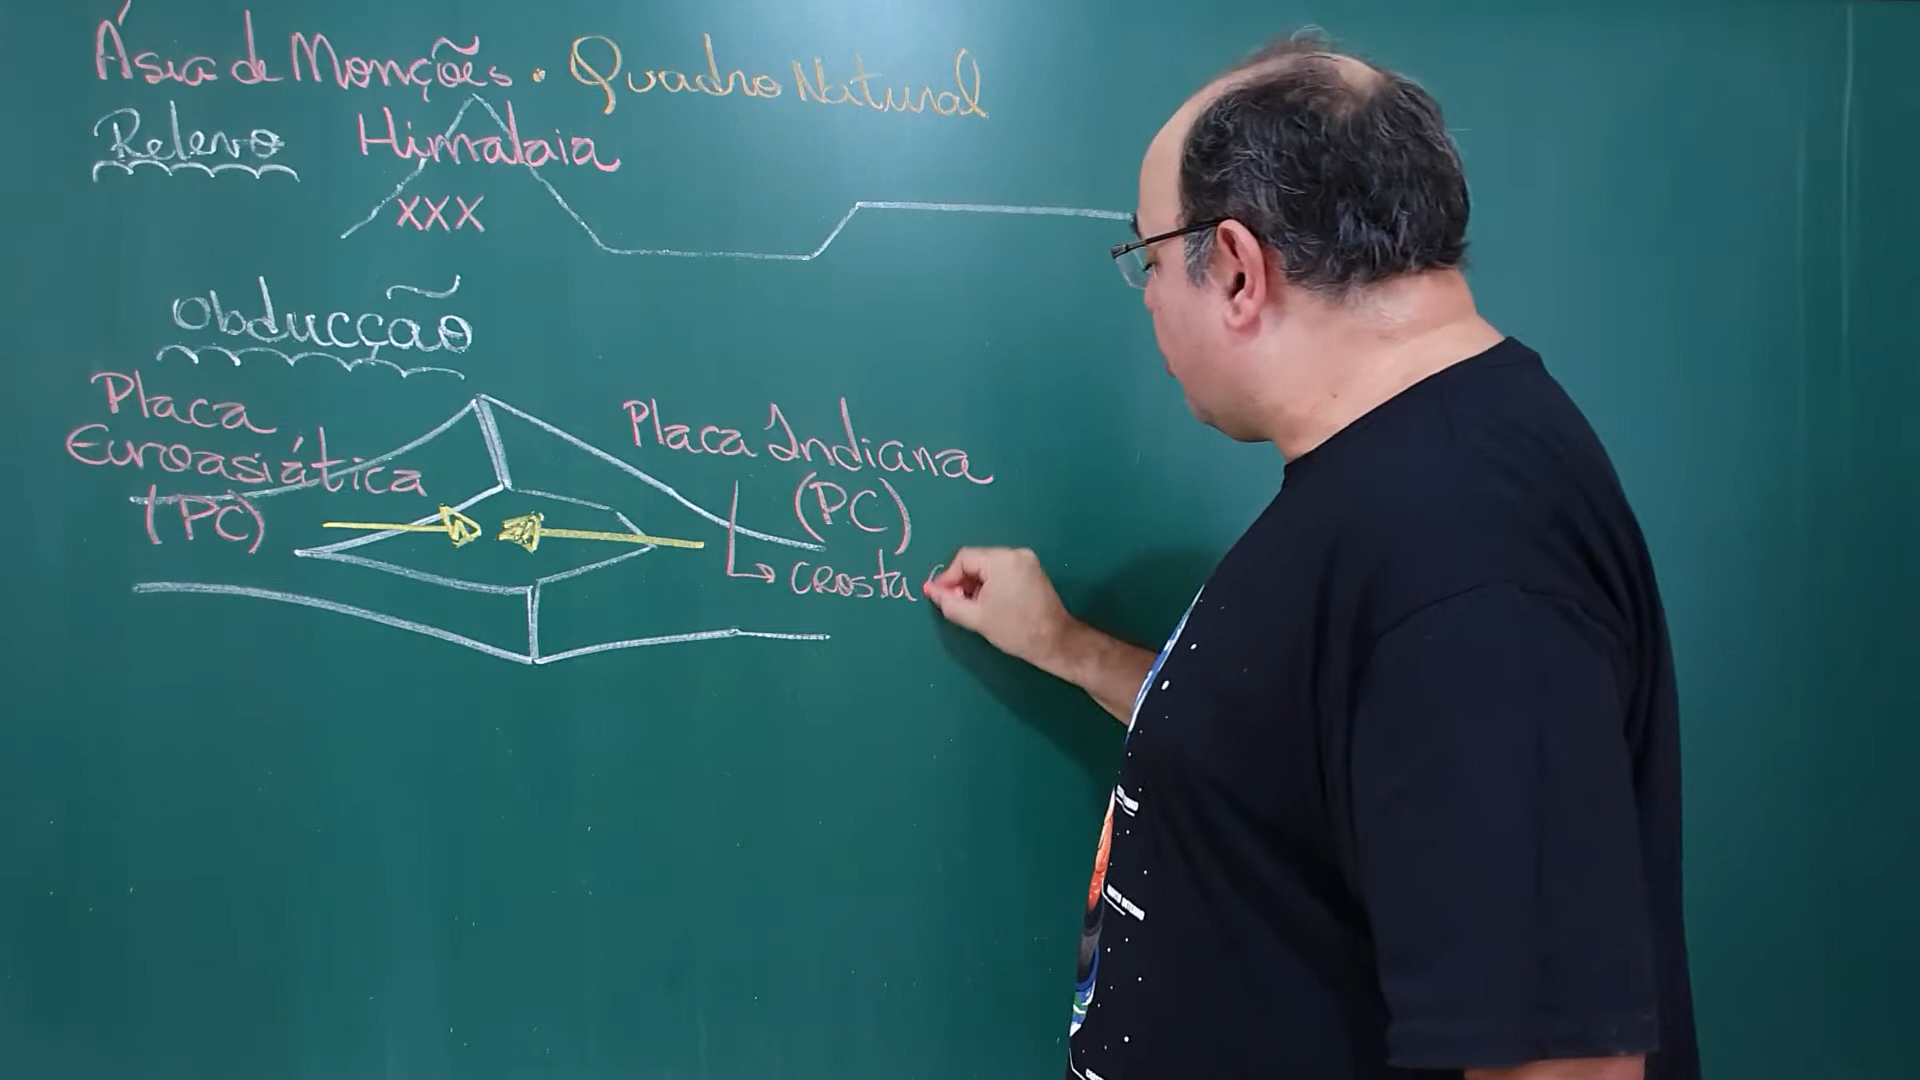 Ásia de Monções • Quadro Natural
Relevo Himalaia
XXX
Obducção
Placa
Euroasiática
(PC)
Placa Indiana
(PC)
↳ crosta